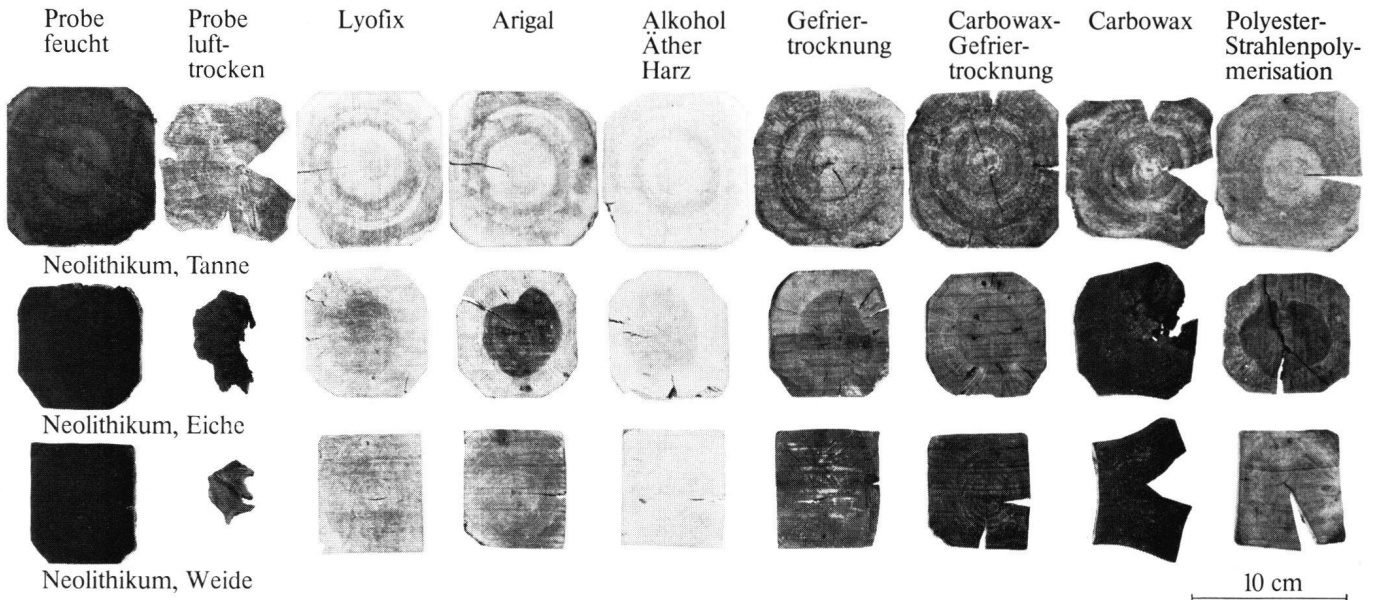 Probe
feucht
Probe
luft-
trocken
Lyofix
Arigal
Alkohol
Äther
Harz
Gefrier-
trocknung
Carbowax-
Gefrier-
trocknung
Carbowax
Polyester-
Strahlenpoly-
merisation
Neolithikum, Tanne
Neolithikum, Eiche
Neolithikum, Weide
10 cm